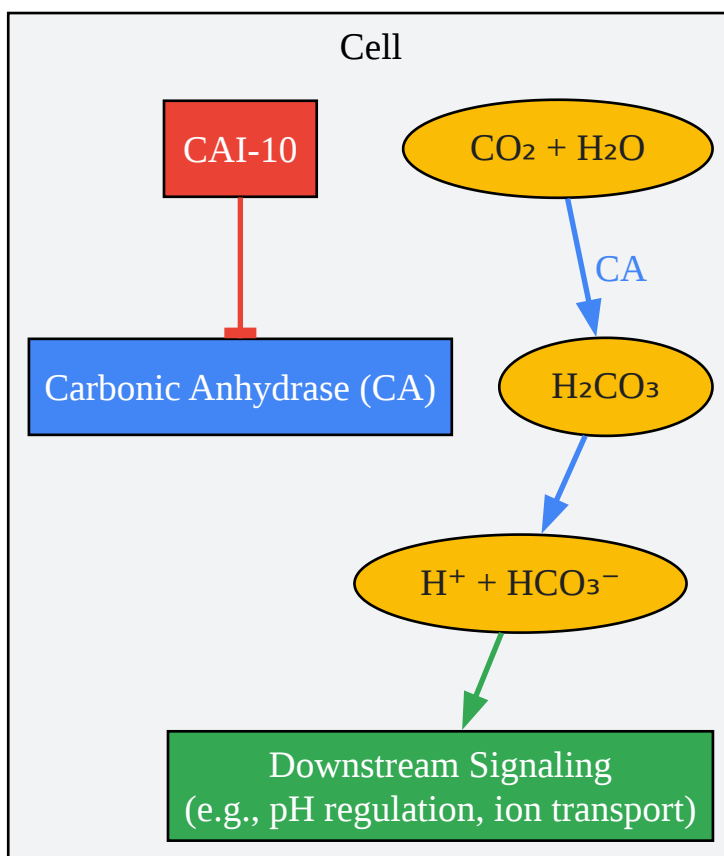 Cell
CAI-10
CO₂ + H₂O
CA
Carbonic Anhydrase (CA)
H₂CO₃
H⁺ + HCO₃⁻
Downstream Signaling
(e.g., pH regulation, ion transport)